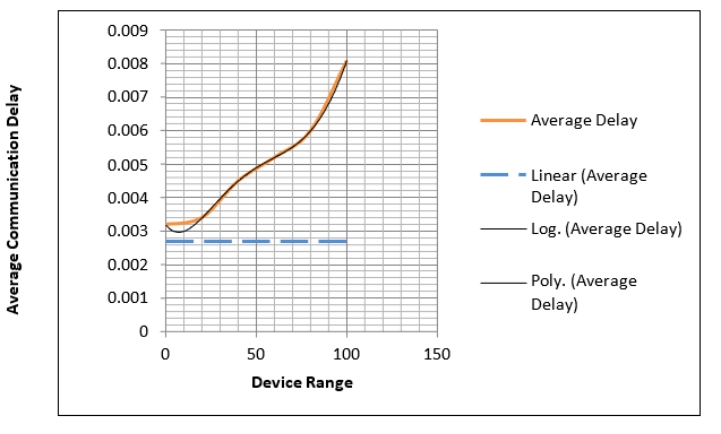 Average Communication Delay
0.009
0.008
0.007
0.006
0.005
0.004
0.003
0.002
0.001
0
0
50
100
150
Device Range
Average Delay
Linear (Average
Delay)
Log. (Average Delay)
Poly. (Average
Delay)